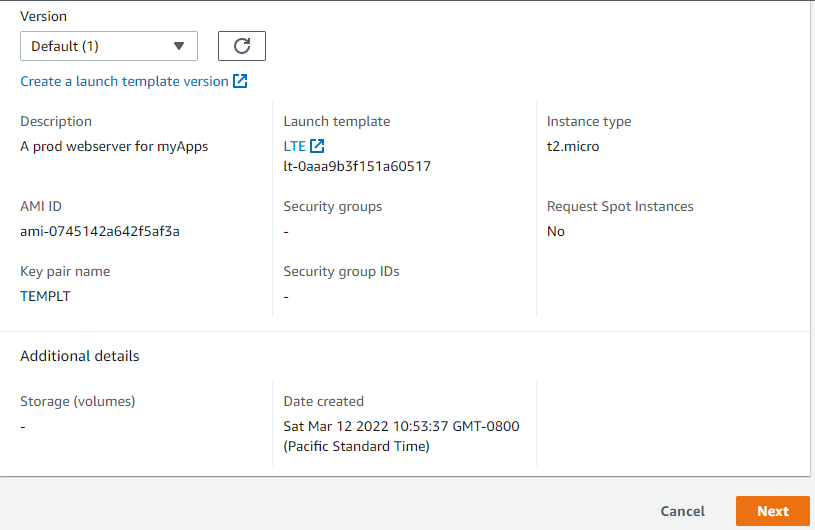 Version
Default (1)
Create a launch template version
Description
A prod webserver for myApps
Launch template
LTE
lt-0aaa9b3f151a60517
Instance type
t2.micro
AMI ID
ami-0745142a642f5af3a
Security groups
-
Request Spot Instances
No
Key pair name
TEMPLT
Security group IDs
-
Additional details
Storage (volumes)
-
Date created
Sat Mar 12 2022 10:53:37 GMT-0800
(Pacific Standard Time)
Cancel
Next